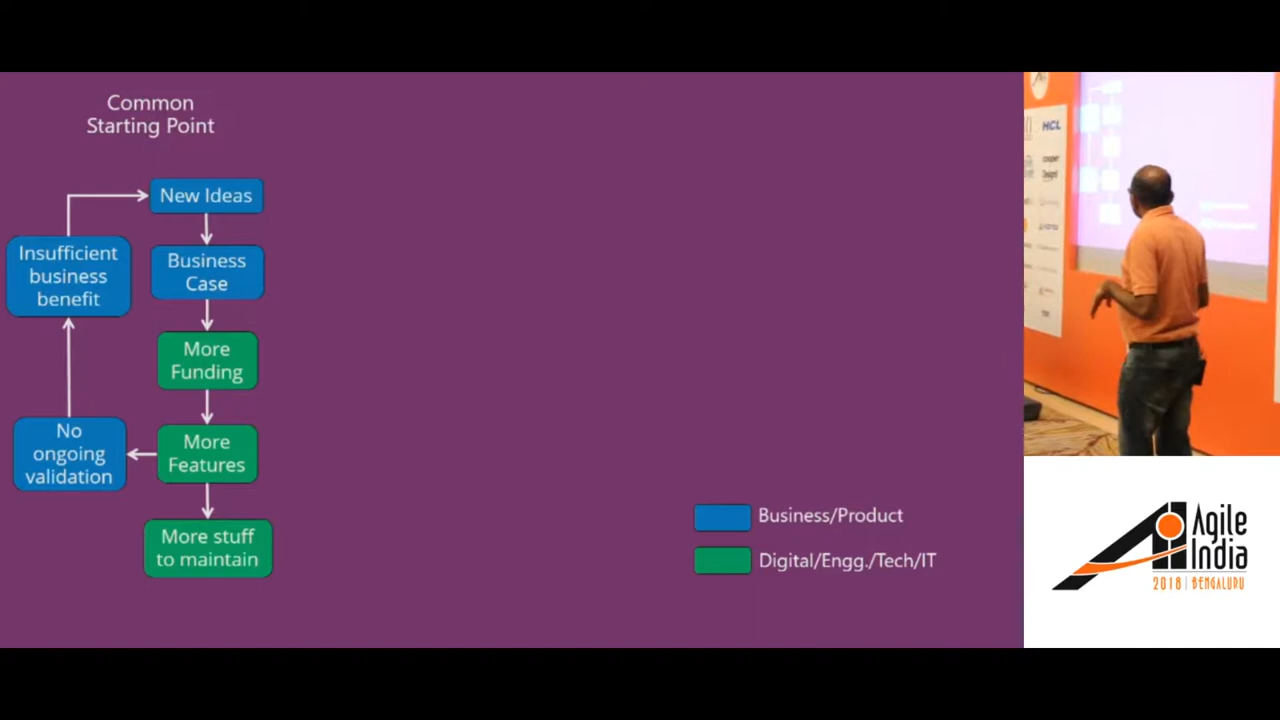 Common
Starting Point
New Ideas
Insufficient
business
benefit
Business
Case
More
Funding
No
ongoing
validation
More
Features
More stuff
to maintain
Business/Product
Digital/Engg./Tech/IT
HCL
Agile
India
2018 | BENGALURU